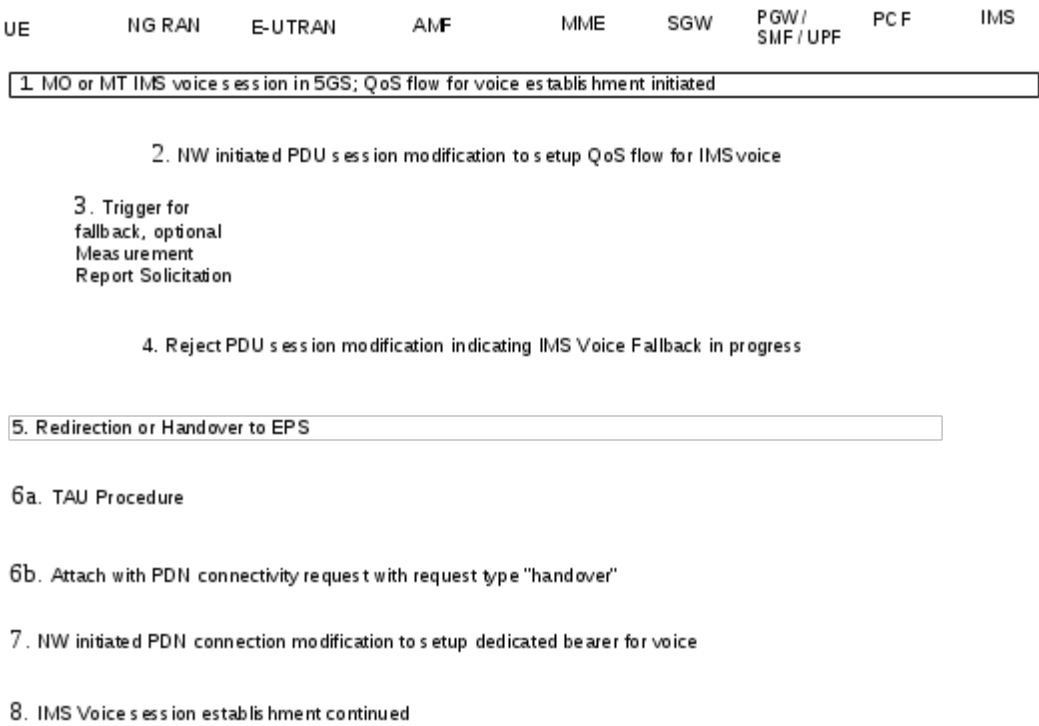 UE NG RAN E-UTRAN AMF MME SGW PGW/ PCF IMS
SMF / UPF
1. MO or MT IMS voice session in 5GS; QoS flow for voice establishment initiated
2. NW initiated PDU session modification to setup QoS flow for IMS voice
3. Trigger for
fallback, optional
Measurement
Report Solicitation
4. Reject PDU session modification indicating IMS Voice Fallback in progress
5. Redirection or Handover to EPS
6a. TAU Procedure
6b. Attach with PDN connectivity request with request type "handover"
7. NW initiated PDN connection modification to setup dedicated bearer for voice
8. IMS Voice session establishment continued